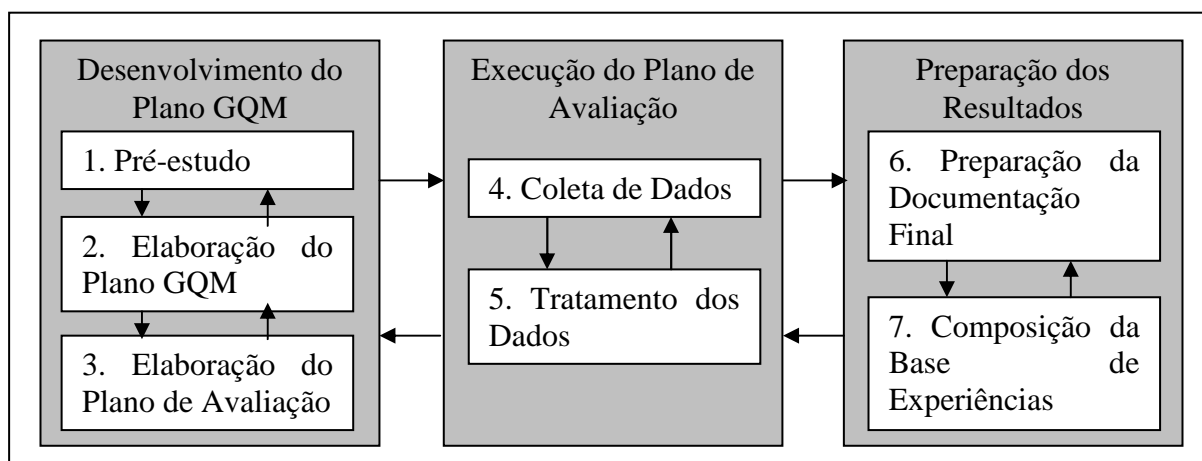 Desenvolvimento do
Plano GQM
1. Pré-estudo
2. Elaboração do
Plano GQM
3. Elaboração do
Plano de Avaliação
Execução do Plano de
Avaliação
4. Coleta de Dados
5. Tratamento dos
Dados
Preparação dos
Resultados
6. Preparação da
Documentação
Final
7. Composição da
Base de
Experiências